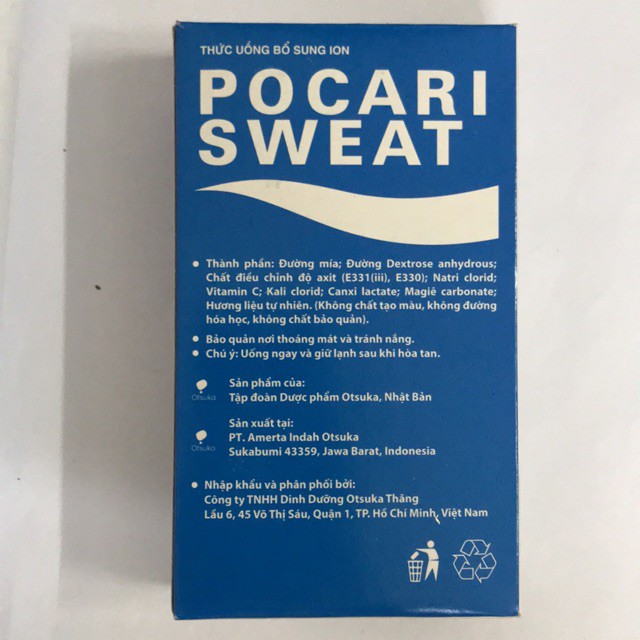 THỨC UỐNG BỔ SUNG ION
POCARI
SWEAT
• Thành phần: Đường mía; Đường Dextrose anhydrous;
Chất điều chỉnh độ axit (E331(iii), E330); Natri clorid;
Vitamin C; Kali clorid; Canxi lactate; Magiê carbonate;
Hương liệu tự nhiên. (Không chất tạo màu, không đường
hóa học, không chất bảo quản).
• Bảo quản nơi thoáng mát và tránh nắng.
• Chú ý: Uống ngay và giữ lạnh sau khi hòa tan.
Sản phẩm của:
Otsuka Tập đoàn Dược phẩm Otsuka, Nhật Bản
Sản xuất tại:
Otsuka PT. Amerta Indah Otsuka
Sukabumi 43359, Jawa Barat, Indonesia
• Nhập khẩu và phân phối bởi:
Công ty TNHH Dinh Dưỡng Otsuka Thăng
Lầu 6, 45 Võ Thị Sáu, Quận 1, TP. Hồ Chí Minh, Việt Nam